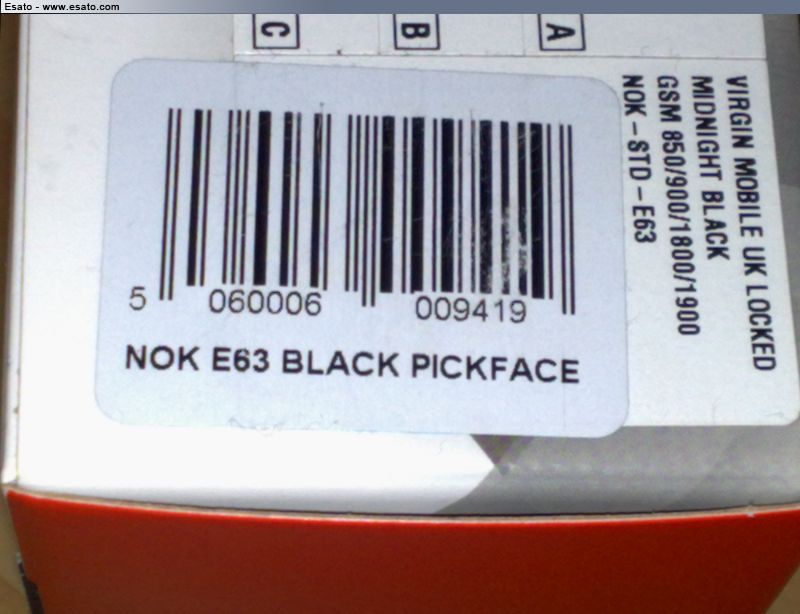 Esato - www.esato.com
C B A
5 060006 009419
NOK E63 BLACK PICKFACE
VIRGIN MOBILE UK LOCKED
MIDNIGHT BLACK
GSM 850/900/1800/1900
NOK-STD-E63